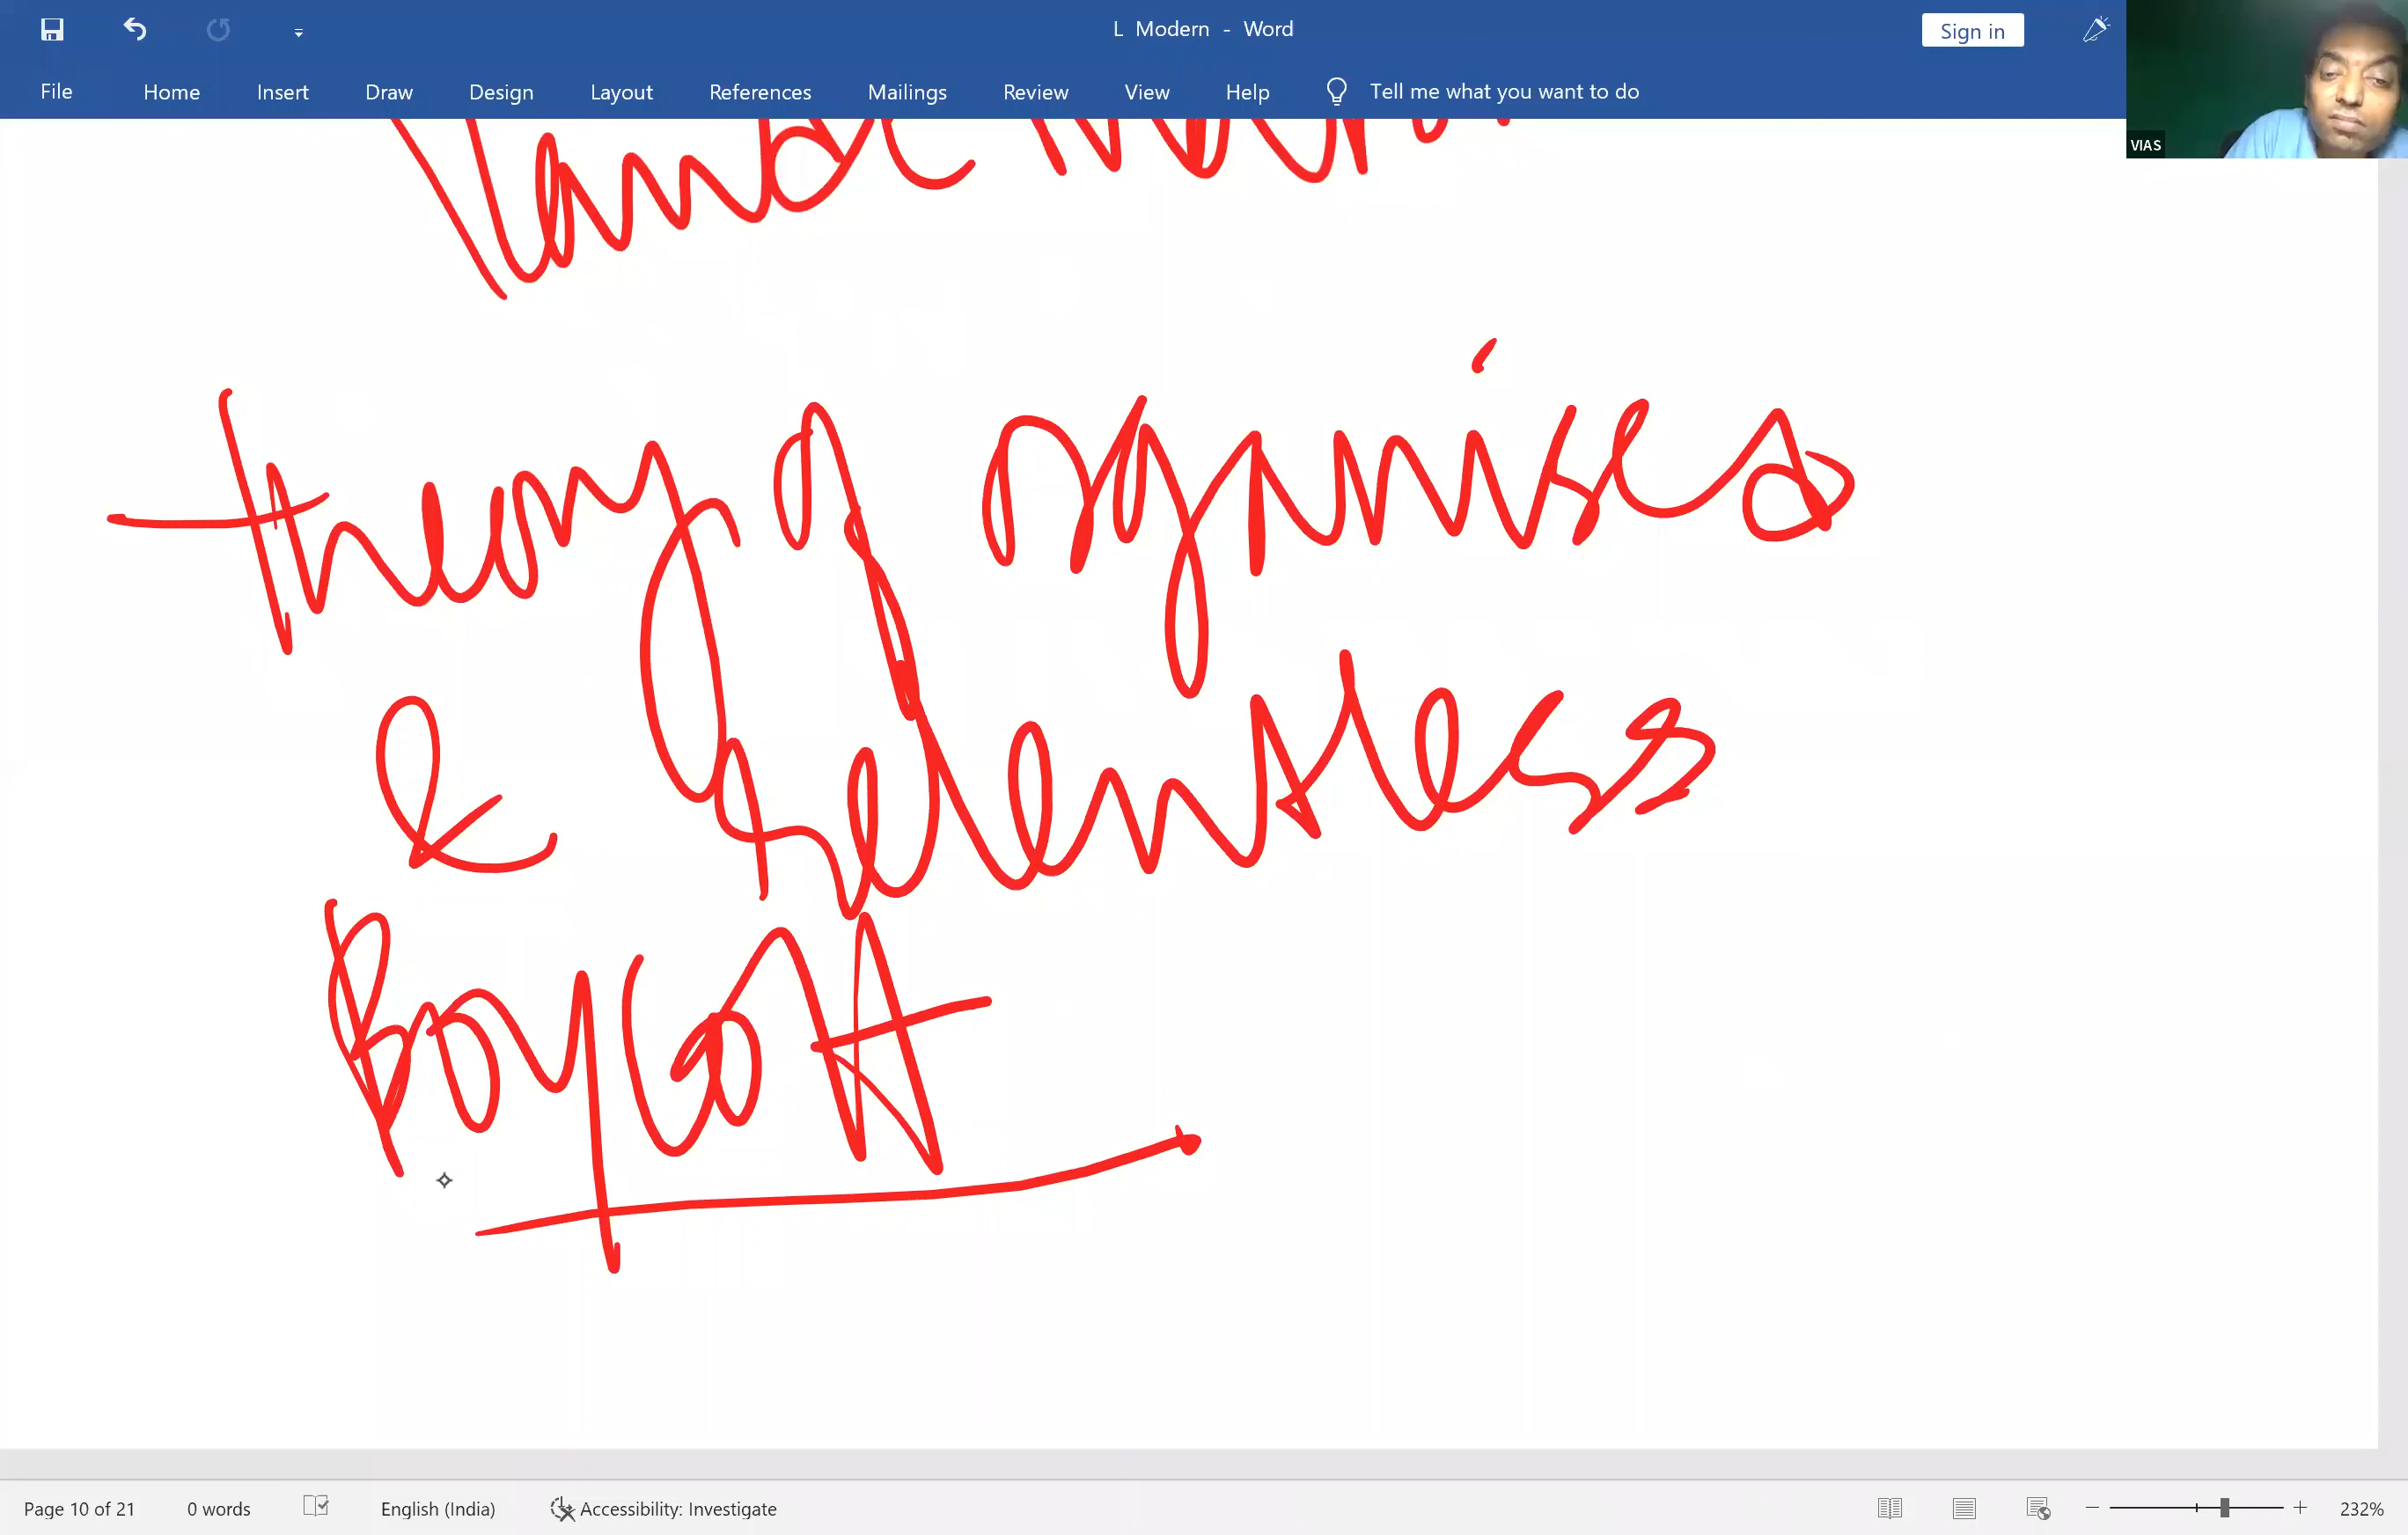 L Modern - Word
Sign in
File Home Insert Draw Design Layout References Mailings Review View Help Tell me what you want to do
VIAS
Vande
theory of organised
& relentless
Boycott
Page 10 of 21 0 words English (India) Accessibility: Investigate 232%